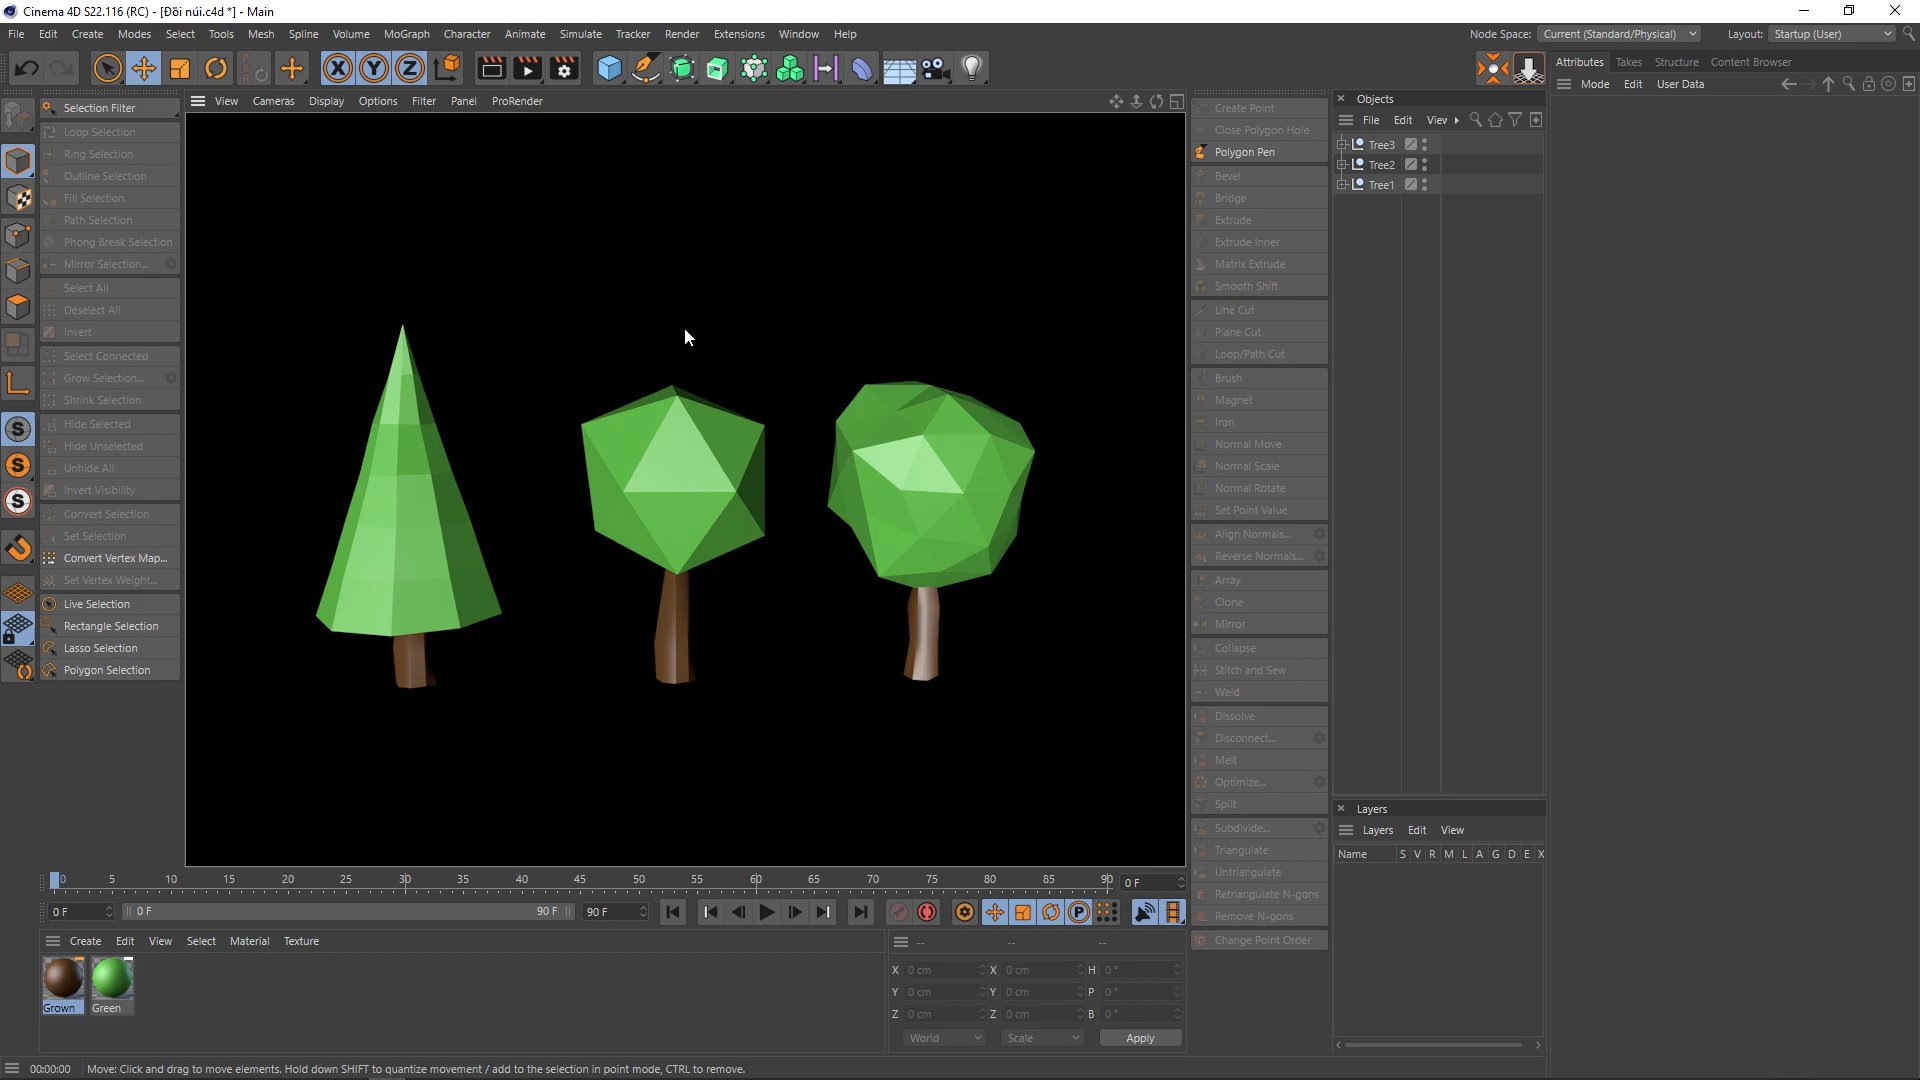 Cinema 4D S22.116 (RC) - [Đồi núi.c4d *] - Main
File Edit Create Modes Select Tools Mesh Spline Volume MoGraph Character Animate Simulate Tracker Render Extensions Window Help
Node Space: Current (Standard/Physical) Layout: Startup (User)
Attributes Takes Structure Content Browser
Mode Edit User Data
Selection Filter
Loop Selection
Ring Selection
Outline Selection
Fill Selection
Path Selection
Phong Break Selection
Mirror Selection...
Select All
Deselect All
Invert
Select Connected
Grow Selection...
Shrink Selection
Hide Selected
Hide Unselected
Unhide All
Invert Visibility
Convert Selection
Set Selection
Convert Vertex Map...
Set Vertex Weight...
Live Selection
Rectangle Selection
Lasso Selection
Polygon Selection
View Cameras Display Options Filter Panel ProRender
Create Point
Close Polygon Hole
Polygon Pen
Bevel
Bridge
Extrude
Extrude Inner
Matrix Extrude
Smooth Shift
Line Cut
Plane Cut
Loop/Path Cut
Brush
Magnet
Iron
Normal Move
Normal Scale
Normal Rotate
Set Point Value
Align Normals...
Reverse Normals...
Array
Clone
Mirror
Collapse
Stitch and Sew
Weld
Dissolve
Disconnect...
Melt
Optimize...
Split
Subdivide...
Triangulate
Untriangulate
Retriangulate N-gons
Remove N-gons
Change Point Order
Objects
File Edit View
Tree3
Tree2
Tree1
Layers
Layers Edit View
Name S V R M L A G D E X
0 5 10 15 20 25 30 35 40 45 50 55 60 65 70 75 80 85 90 0 F
0 F 0 F 90 F 90 F
Create Edit View Select Material Texture
Grown Green
-- -- --
X 0 cm X 0 cm H 0 °
Y 0 cm Y 0 cm P 0 °
Z 0 cm Z 0 cm B 0 °
World Scale Apply
00:00:00 Move: Click and drag to move elements. Hold down SHIFT to quantize movement / add to the selection in point mode, CTRL to remove.